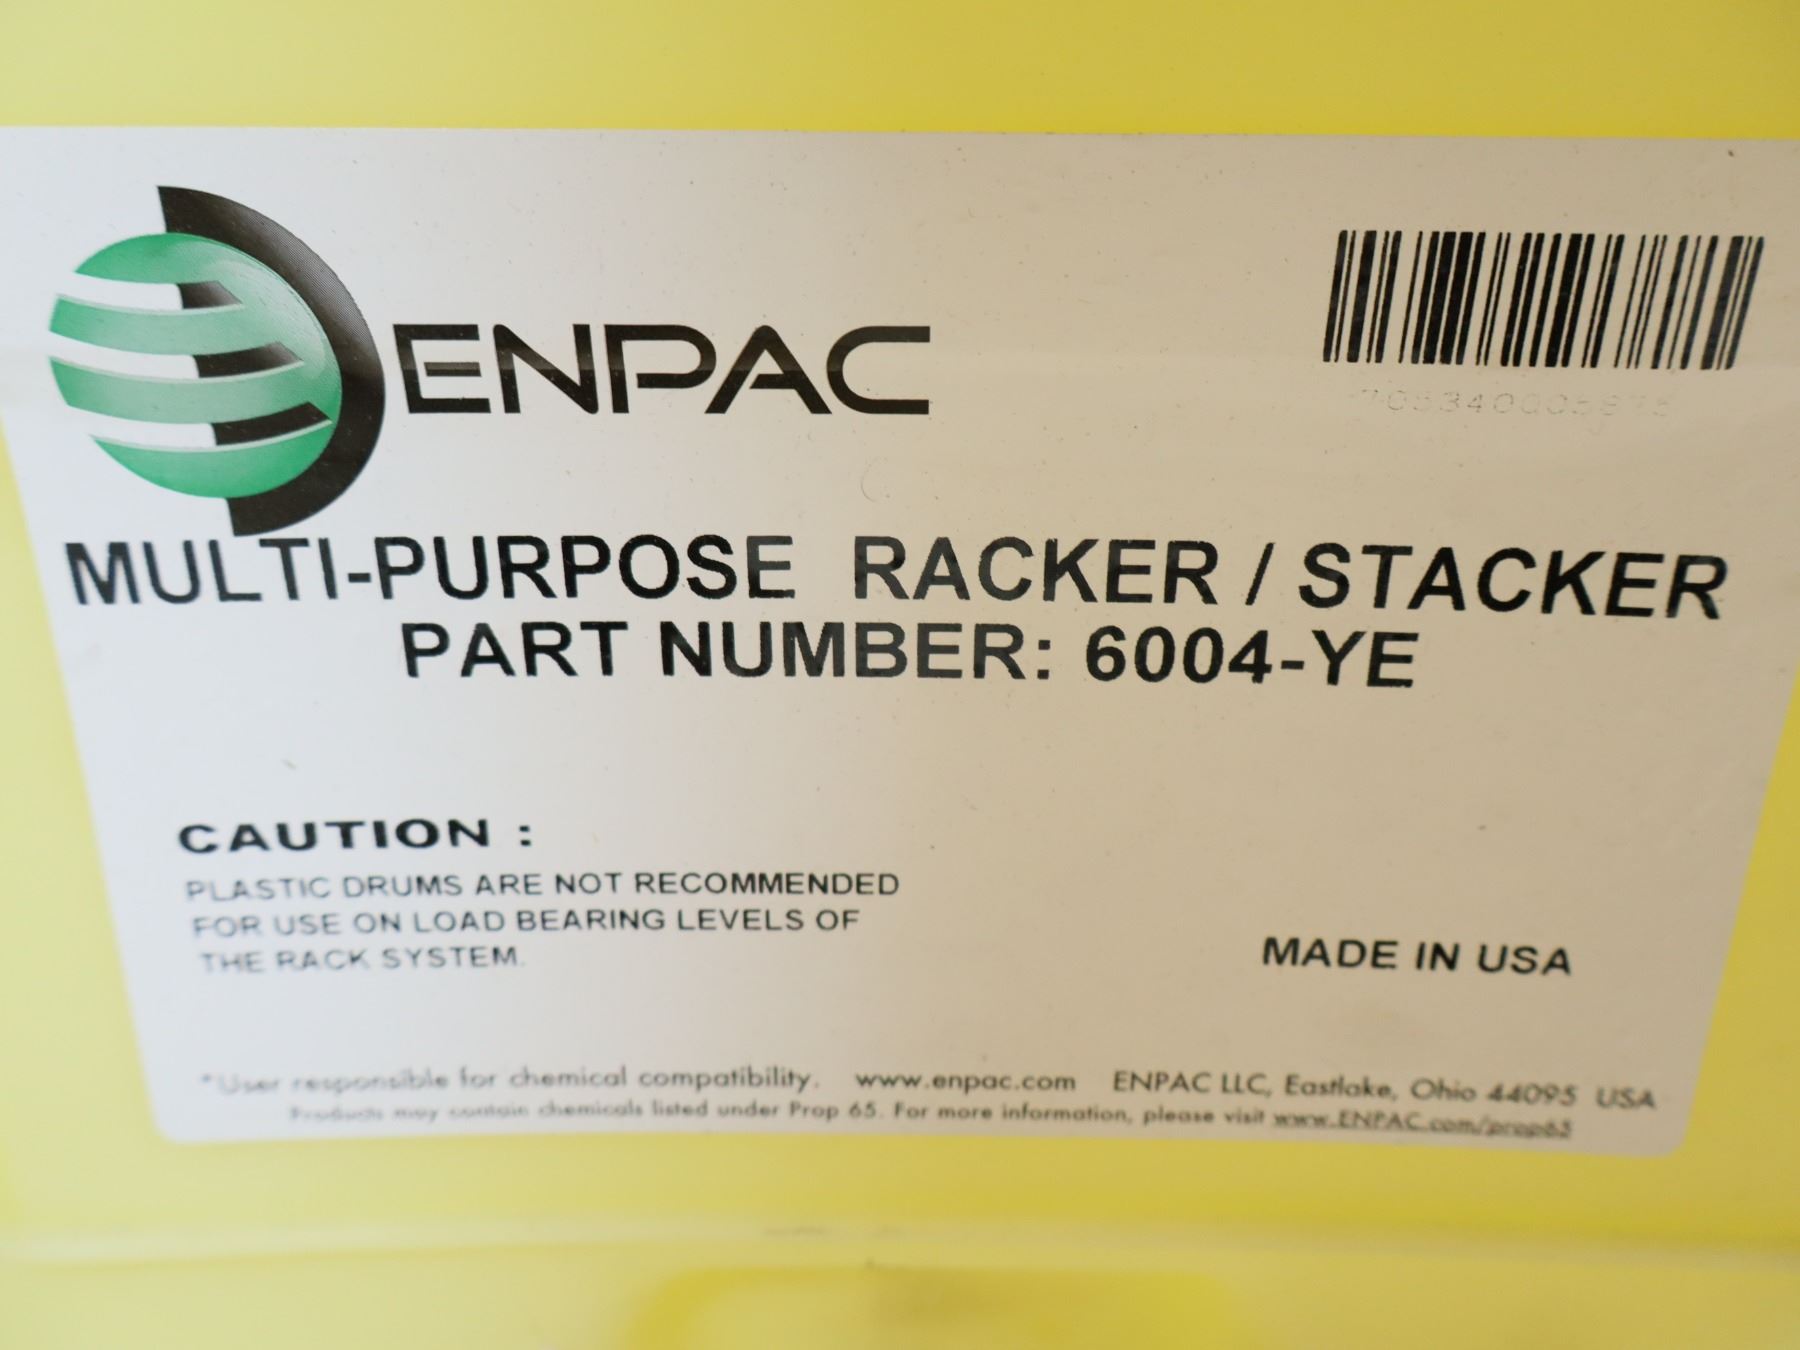 ENPAC
MULTI-PURPOSE RACKER / STACKER
PART NUMBER: 6004-YE
CAUTION :
PLASTIC DRUMS ARE NOT RECOMMENDED
FOR USE ON LOAD BEARING LEVELS OF
THE RACK SYSTEM.
MADE IN USA
*User responsible for chemical compatibility. www.enpac.com ENPAC LLC, Eastlake, Ohio 44095 USA
Products may contain chemicals listed under Prop 65. For more information, please visit www.ENPAC.com/prop65